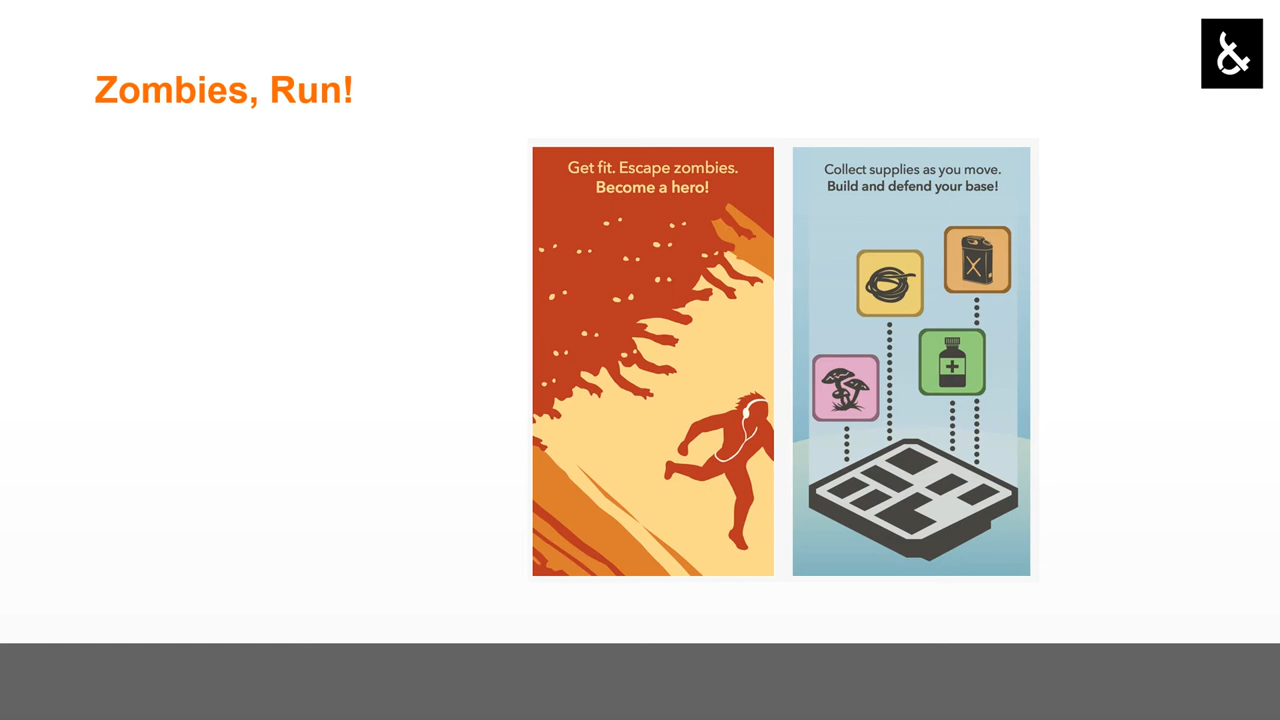 Zombies, Run!
&
Get fit. Escape zombies.
Become a hero!
Collect supplies as you move.
Build and defend your base!